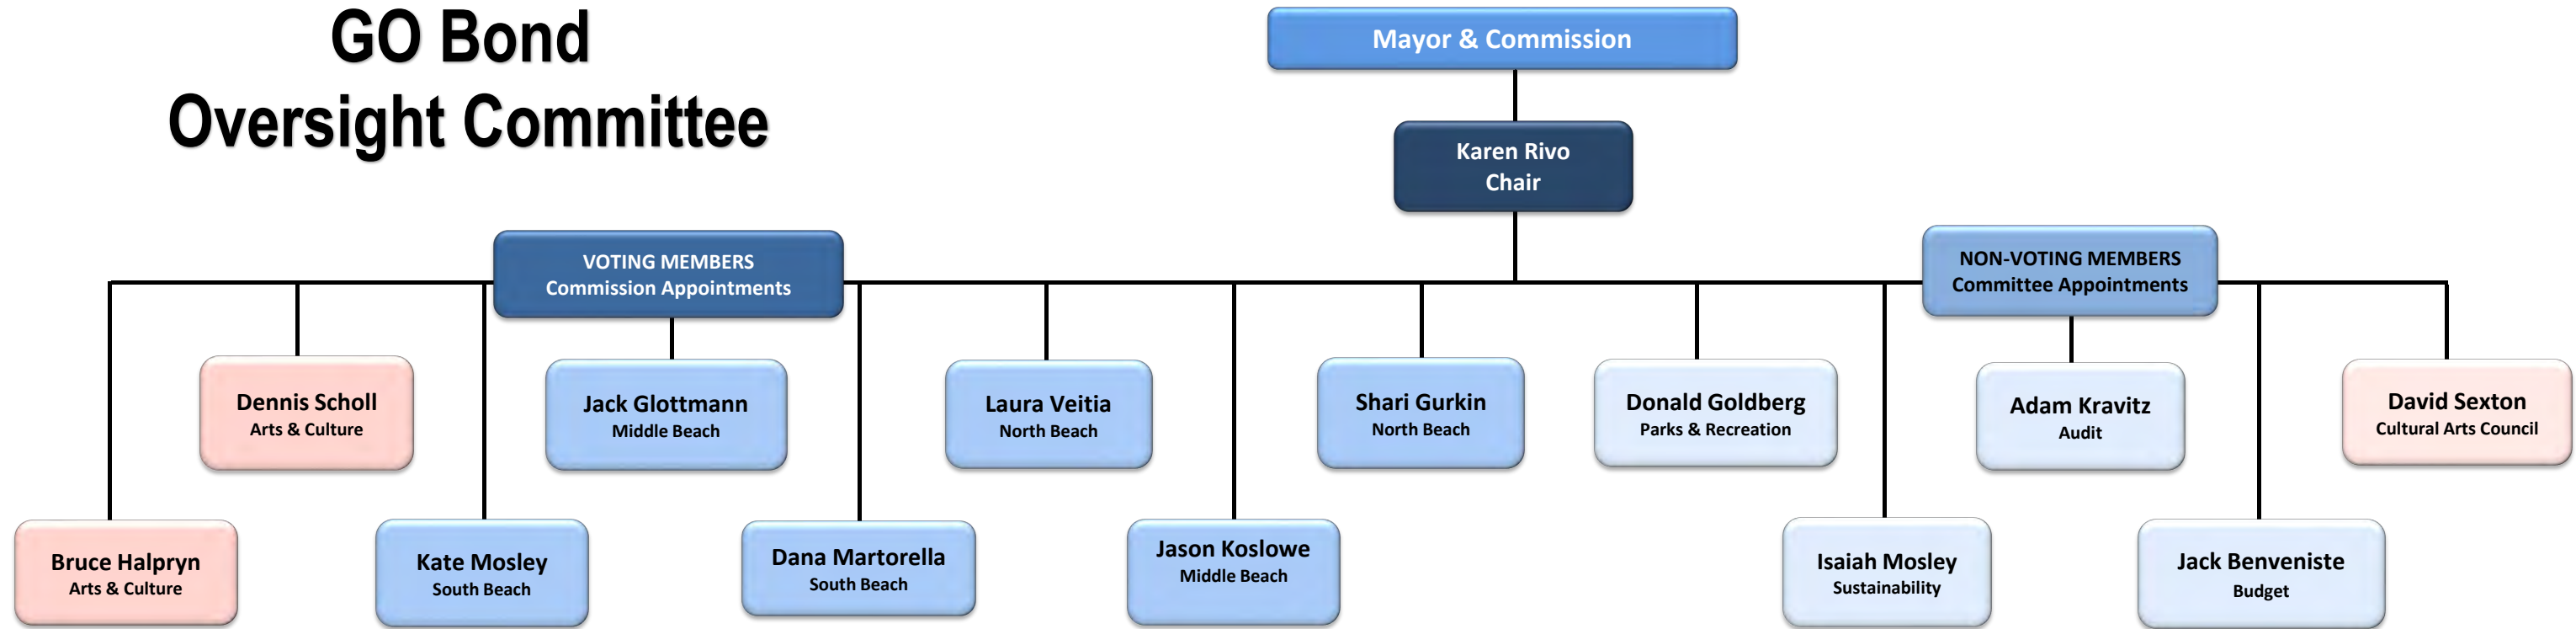 GO Bond
Oversight Committee
Mayor & Commission
Karen Rivo
Chair
VOTING MEMBERS
Commission Appointments
NON-VOTING MEMBERS
Committee Appointments
Dennis Scholl
Arts & Culture
Jack Glottmann
Middle Beach
Laura Veitia
North Beach
Shari Gurkin
North Beach
Donald Goldberg
Parks & Recreation
Adam Kravitz
Audit
David Sexton
Cultural Arts Council
Bruce Halpryn
Arts & Culture
Kate Mosley
South Beach
Dana Martorella
South Beach
Jason Koslowe
Middle Beach
Isaiah Mosley
Sustainability
Jack Benveniste
Budget